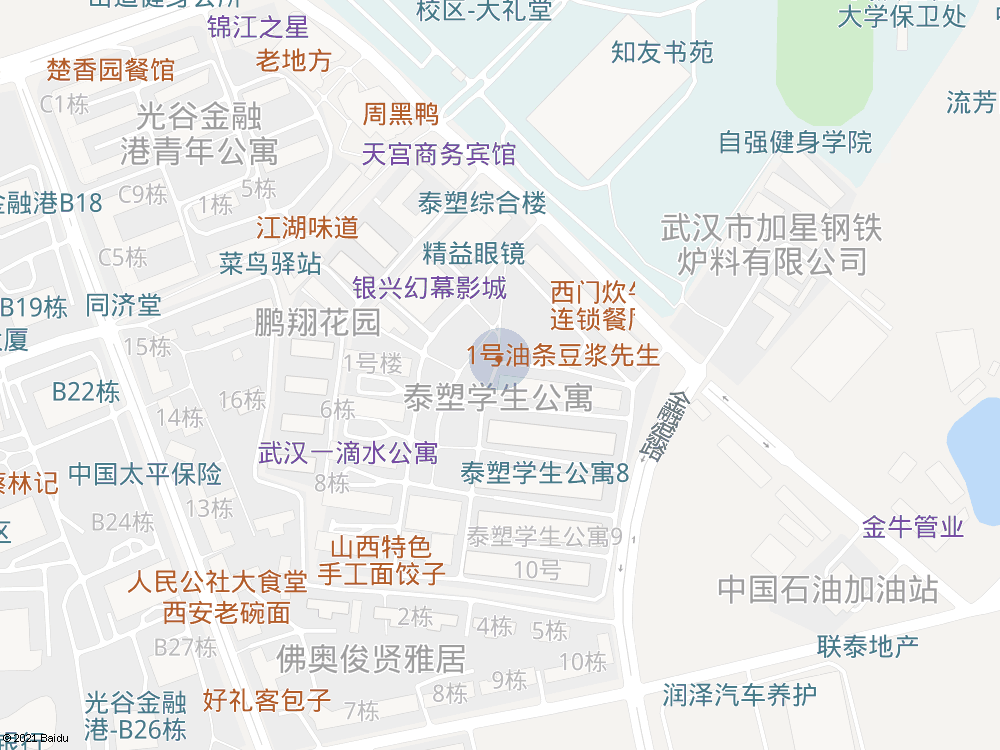 校区-大礼堂
大学保卫处
锦江之星
老地方
知友书苑
楚香园餐馆
C1栋
流芳
光谷金融
港青年公寓
周黑鸭
自强健身学院
天宫商务宾馆
C9栋
5栋
1栋
金融港B18
泰塑综合楼
江湖味道
武汉市加星钢铁
炉料有限公司
C5栋
菜鸟驿站
精益眼镜
银兴幻幕影城
西门炊
连锁餐厅
B19栋
同济堂
鹏翔花园
大厦
15栋
1号楼
1号油条豆浆先生
B22栋
16栋
泰塑学生公寓
6栋
14栋
金融港路
武汉一滴水公寓
中国太平保险
8栋
泰塑学生公寓8
蔡林记
13栋
B24栋
区
泰塑学生公寓9
金牛管业
山西特色
手工面饺子
10号
人民公社大食堂
中国石油加油站
西安老碗面
2栋
4栋
5栋
B27栋
联泰地产
佛奥俊贤雅居
10栋
9栋
8栋
润泽汽车养护
光谷金融
港-B26栋
好礼客包子
7栋
© 2021 Baidu